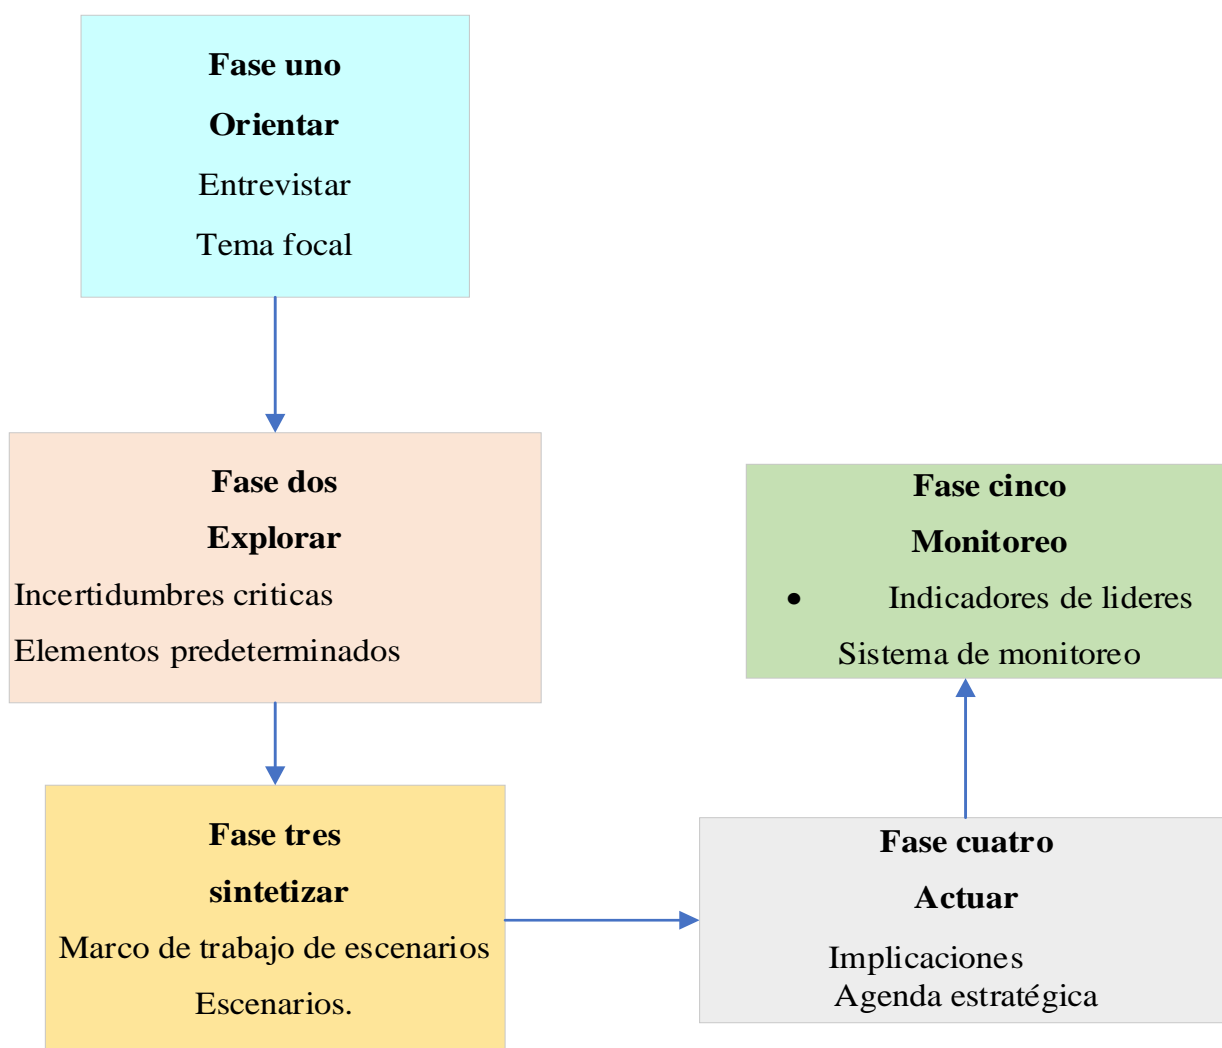 Fase uno
Orientar
Entrevistar
Tema focal
Fase dos
Explorar
Incertidumbres criticas
Elementos predeterminados
Fase tres
sintetizar
Marco de trabajo de escenarios
Escenarios.
Fase cuatro
Actuar
Implicaciones
Agenda estratégica
Fase cinco
Monitoreo
• Indicadores de lideres
Sistema de monitoreo